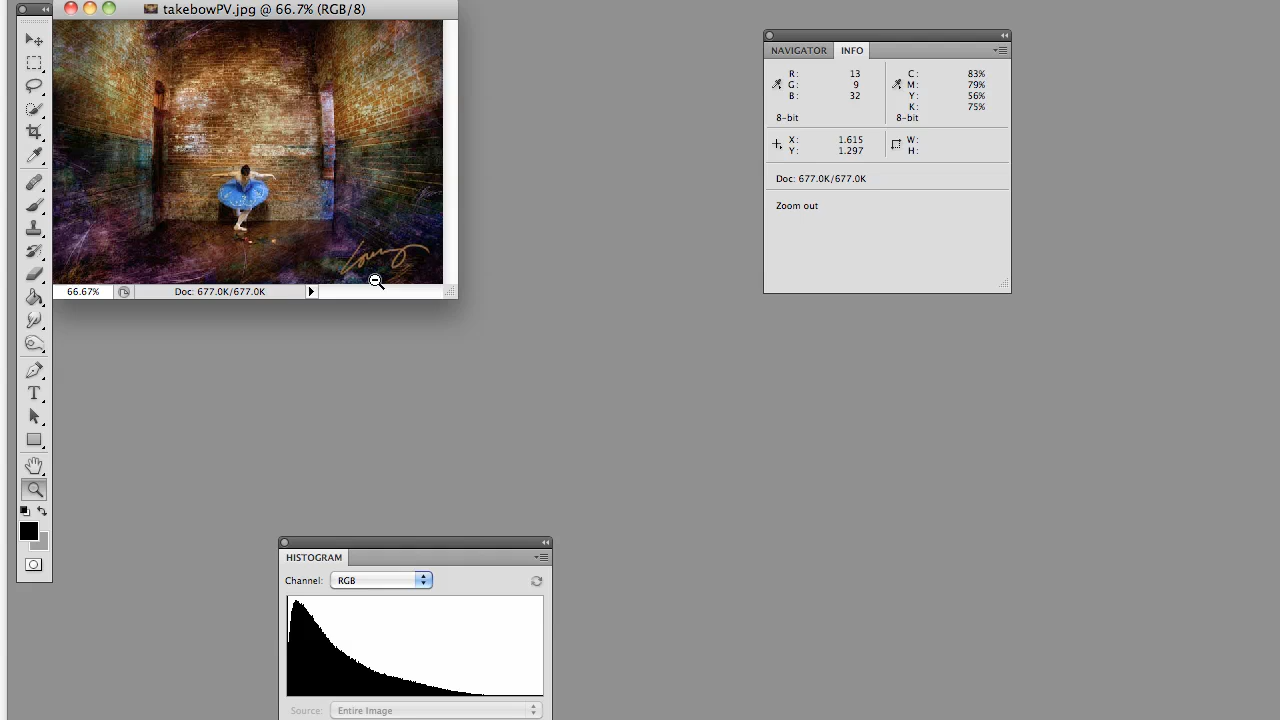 takebowPV.jpg @ 66.7% (RGB/8)
66.67%
Doc: 677.0K/677.0K
NAVIGATOR
INFO
R: 13
G: 9
B: 32
8-bit
C: 83%
M: 79%
Y: 56%
K: 75%
8-bit
X: 1.615
Y: 1.297
W:
H:
Doc: 677.0K/677.0K
Zoom out
T
HISTOGRAM
Channel: RGB
Source: Entire Image